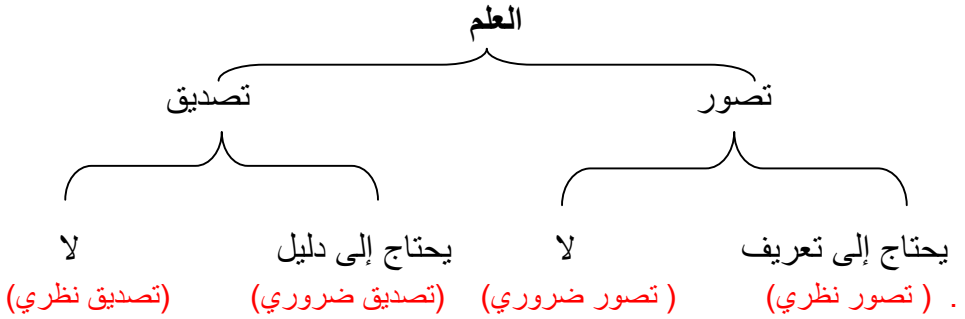 العلم
تصور تصديق
يحتاج إلى تعريف لا يحتاج إلى دليل لا
. ( تصور نظري) ( تصور ضروري) (تصديق ضروري) (تصديق نظري)